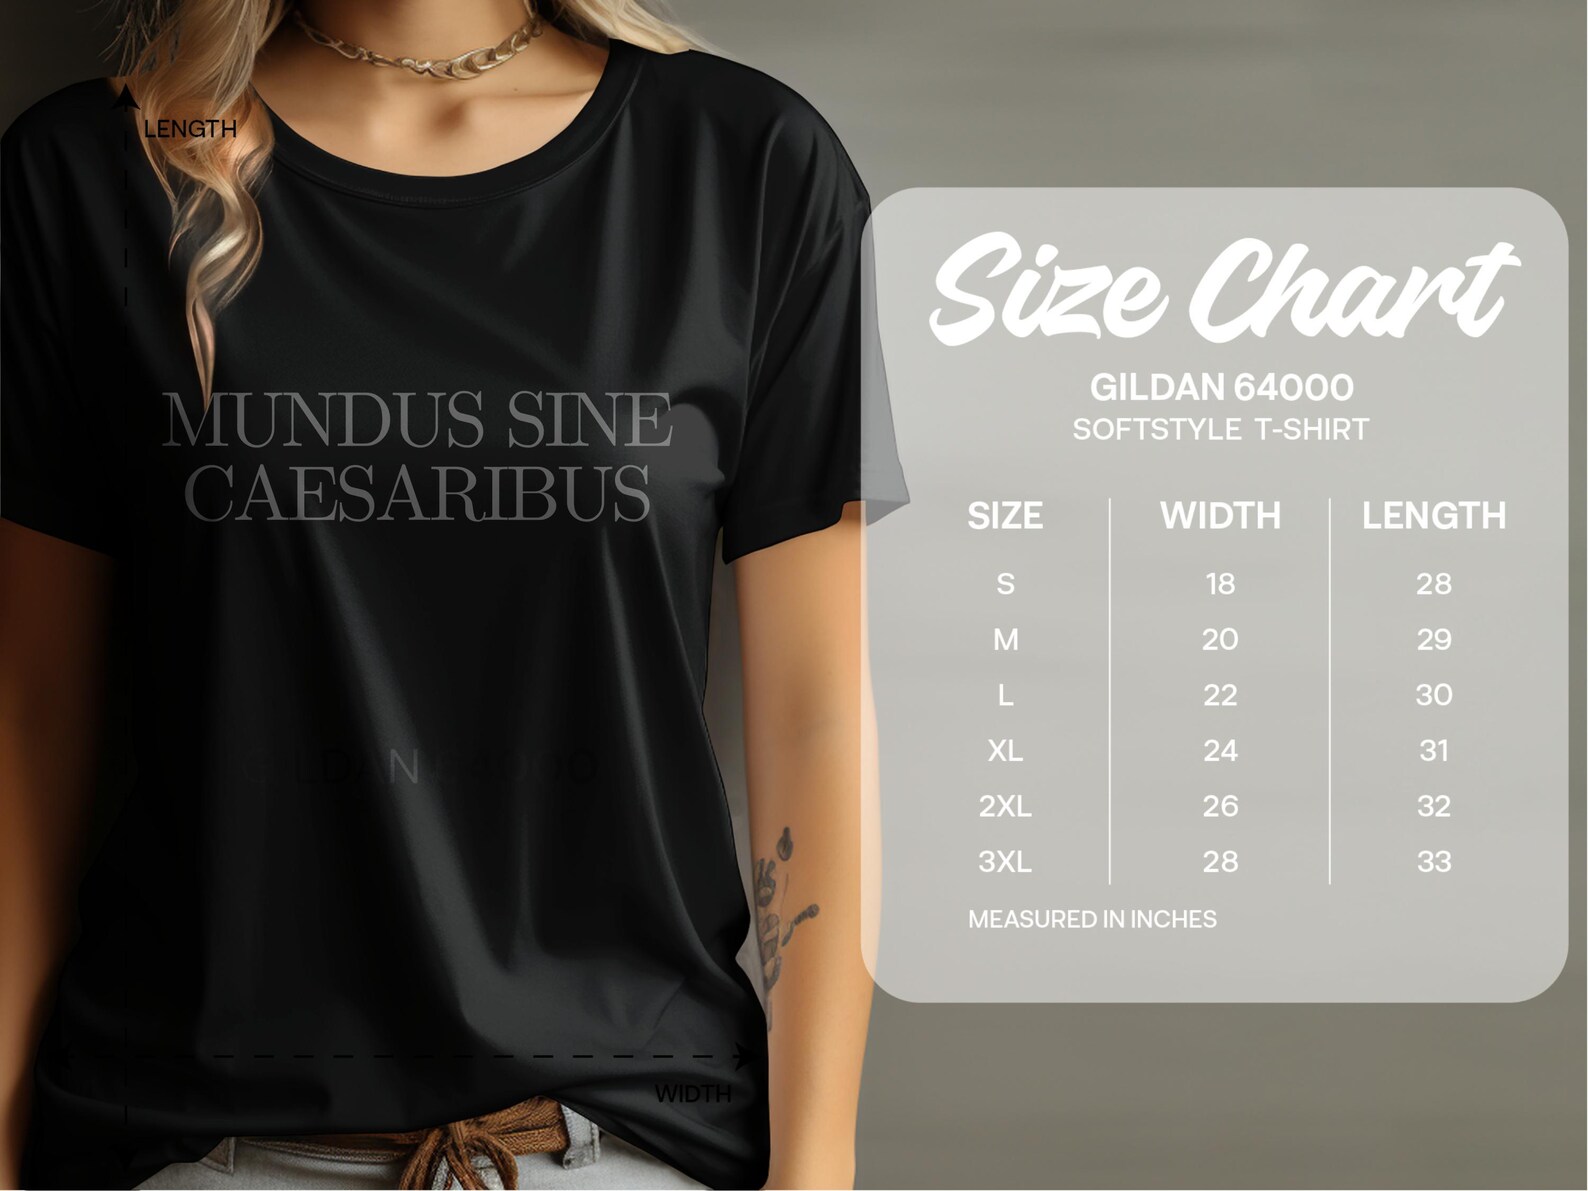 LENGTH
MUNDUS SINE
CAESARIBUS
WIDTH
Size Chart
GILDAN 64000
SOFTSTYLE T-SHIRT
SIZE WIDTH LENGTH
S 18 28
M 20 29
L 22 30
XL 24 31
2XL 26 32
3XL 28 33
MEASURED IN INCHES